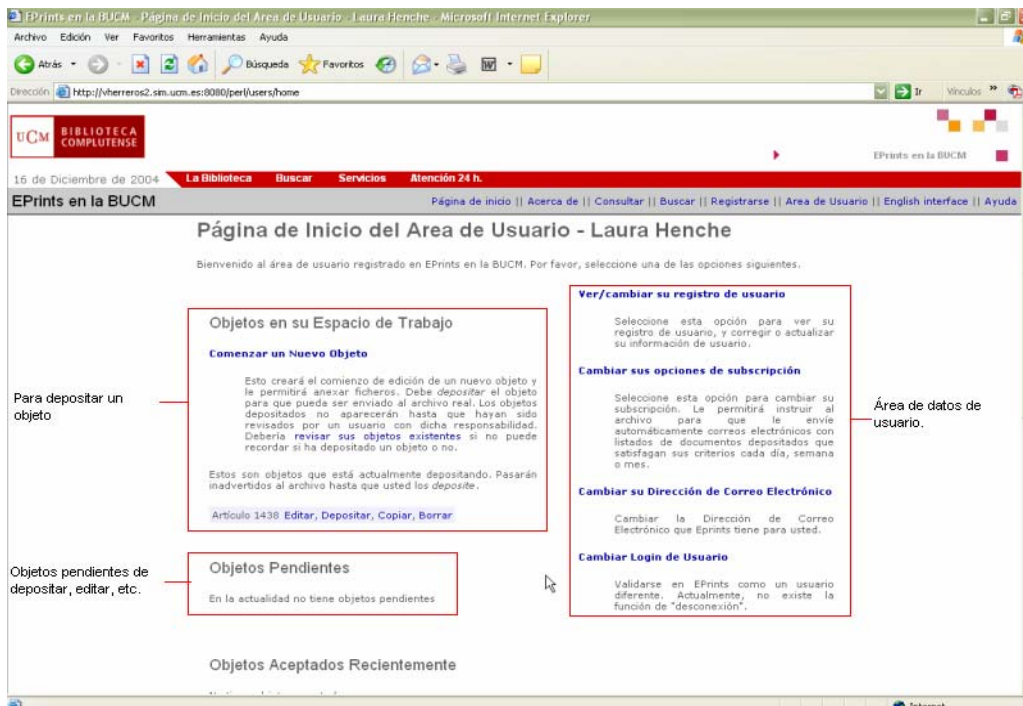 EPrints en la BUCM - Página de Inicio del Area de Usuario - Laura Henche - Microsoft Internet Explorer
Archivo Edición Ver Favoritos Herramientas Ayuda
Atrás Búsqueda Favoritos
Dirección http://vherreros2.sim.ucm.es:8080/perl/users/home Ir Vínculos »
UCM BIBLIOTECA
COMPLUTENSE
EPrints en la BUCM
16 de Diciembre de 2004 La Biblioteca Buscar Servicios Atención 24 h.
EPrints en la BUCM Página de inicio || Acerca de || Consultar || Buscar || Registrarse || Area de Usuario || English interface || Ayuda
Página de Inicio del Area de Usuario - Laura Henche
Bienvenido al área de usuario registrado en EPrints en la BUCM. Por favor, seleccione una de las opciones siguientes.
Para depositar un
objeto
Objetos en su Espacio de Trabajo
Comenzar un Nuevo Objeto
Esto creará el comienzo de edición de un nuevo objeto y
le permitirá anexar ficheros. Debe depositar el objeto
para que pueda ser enviado al archivo real. Los objetos
depositados no aparecerán hasta que hayan sido
revisados por un usuario con dicha responsabilidad.
Debería revisar sus objetos existentes si no puede
recordar si ha depositado un objeto o no.
Estos son objetos que está actualmente depositando. Pasarán
inadvertidos al archivo hasta que usted los deposite.
Artículo 1438 Editar, Depositar, Copiar, Borrar
Objetos pendientes de
depositar, editar, etc.
Objetos Pendientes
En la actualidad no tiene objetos pendientes
Objetos Aceptados Recientemente
Ver/cambiar su registro de usuario
Seleccione esta opción para ver su
registro de usuario, y corregir o actualizar
su información de usuario.
Cambiar sus opciones de subscripción
Seleccione esta opción para cambiar su
subscripción. Le permitirá instruir al
archivo para que le envíe
automáticamente correos electrónicos con
listados de documentos depositados que
satisfagan sus criterios cada día, semana
o mes.
Cambiar su Dirección de Correo Electrónico
Cambiar la Dirección de Correo
Electrónico que Eprints tiene para usted.
Cambiar Login de Usuario
Validarse en EPrints como un usuario
diferente. Actualmente, no existe la
función de "desconexión".
Área de datos de
usuario.
Internet